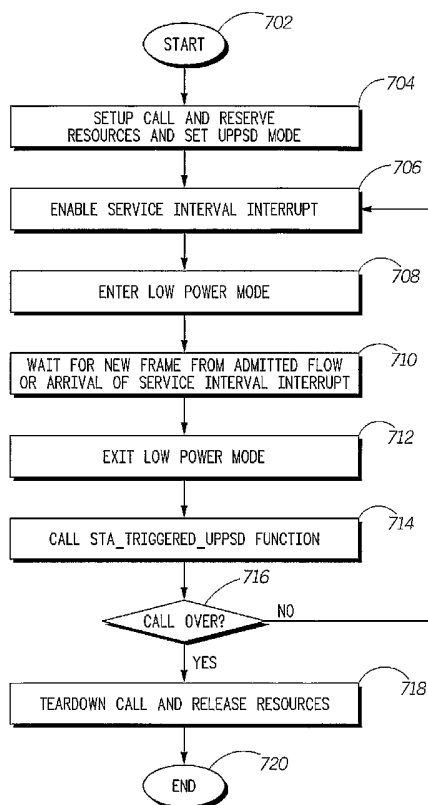 702
START
704
SETUP CALL AND RESERVE
RESOURCES AND SET UPPSD MODE
706
ENABLE SERVICE INTERVAL INTERRUPT
708
ENTER LOW POWER MODE
710
WAIT FOR NEW FRAME FROM ADMITTED FLOW
OR ARRIVAL OF SERVICE INTERVAL INTERRUPT
712
EXIT LOW POWER MODE
714
CALL STA_TRIGGERED_UPPSD FUNCTION
716
CALL OVER?
NO
YES
718
TEARDOWN CALL AND RELEASE RESOURCES
720
END